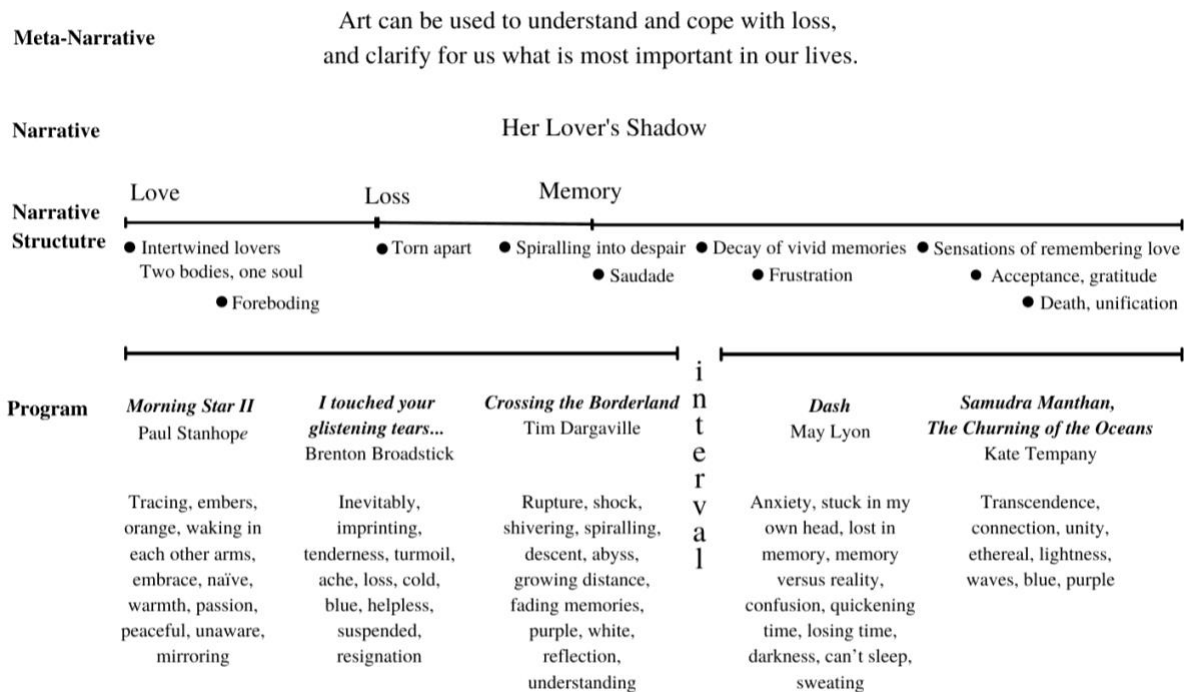 Meta-Narrative
Art can be used to understand and cope with loss,
and clarify for us what is most important in our lives.
Narrative
Her Lover's Shadow
Narrative
Structutre
Love
Loss
Memory
● Intertwined lovers
Two bodies, one soul
● Foreboding
● Torn apart
● Spiralling into despair
● Saudade
● Decay of vivid memories
● Frustration
● Sensations of remembering love
● Acceptance, gratitude
● Death, unification
Program
Morning Star II
Paul Stanhope
Tracing, embers,
orange, waking in
each other arms,
embrace, naïve,
warmth, passion,
peaceful, unaware,
mirroring
I touched your
glistening tears...
Brenton Broadstick
Inevitably,
imprinting,
tenderness, turmoil,
ache, loss, cold,
blue, helpless,
suspended,
resignation
Crossing the Borderland
Tim Dargaville
Rupture, shock,
shivering, spiralling,
descent, abyss,
growing distance,
fading memories,
purple, white,
reflection,
understanding
interval
Dash
May Lyon
Anxiety, stuck in my
own head, lost in
memory, memory
versus reality,
confusion, quickening
time, losing time,
darkness, can’t sleep,
sweating
Samudra Manthan,
The Churning of the Oceans
Kate Tempany
Transcendence,
connection, unity,
ethereal, lightness,
waves, blue, purple